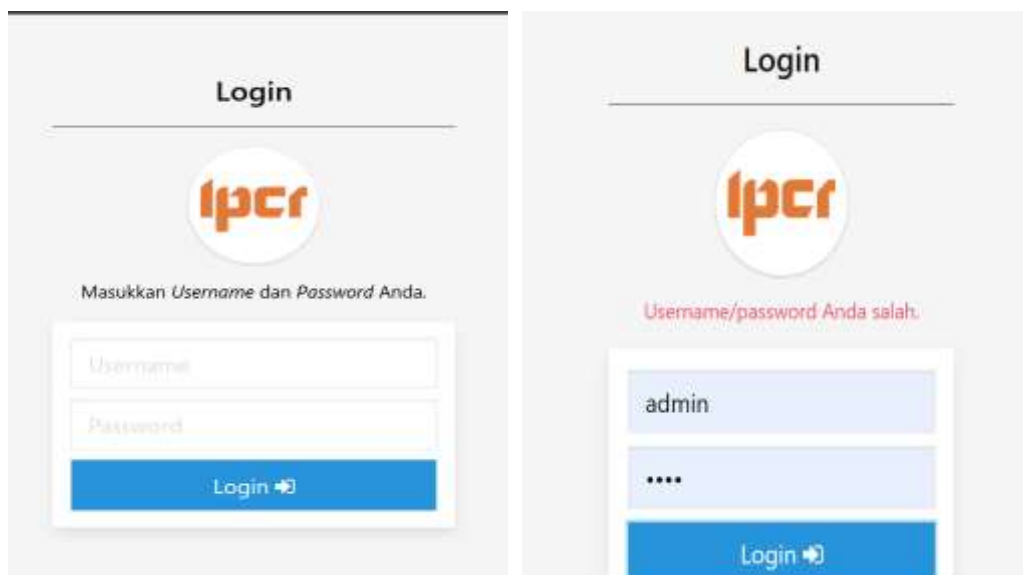 Login
lpcr
Masukkan Username dan Password Anda.
Username
Password
Login
Login
lpcr
Username/password Anda salah.
admin
••••
Login